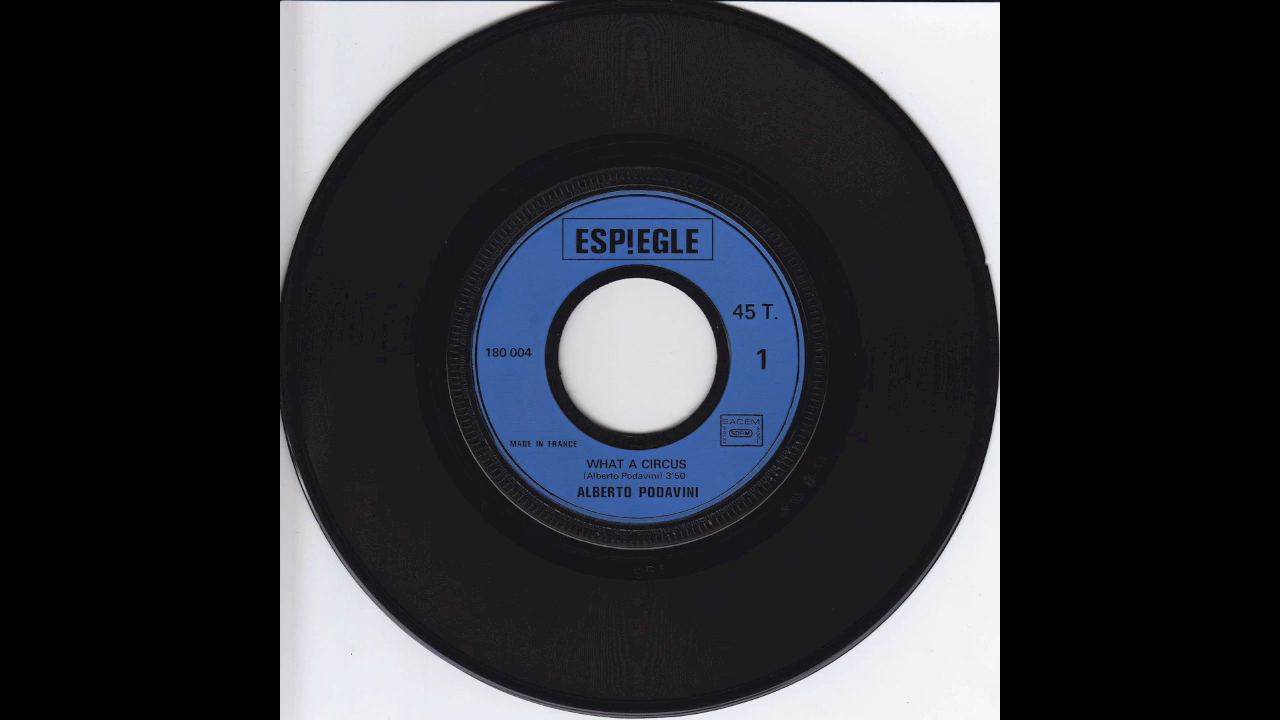 ESP!EGLE
45 T.
180 004
1
SACEM
SDRM
MADE IN FRANCE
WHAT A CIRCUS
(Alberto Podavini) 3'50
ALBERTO PODAVINI